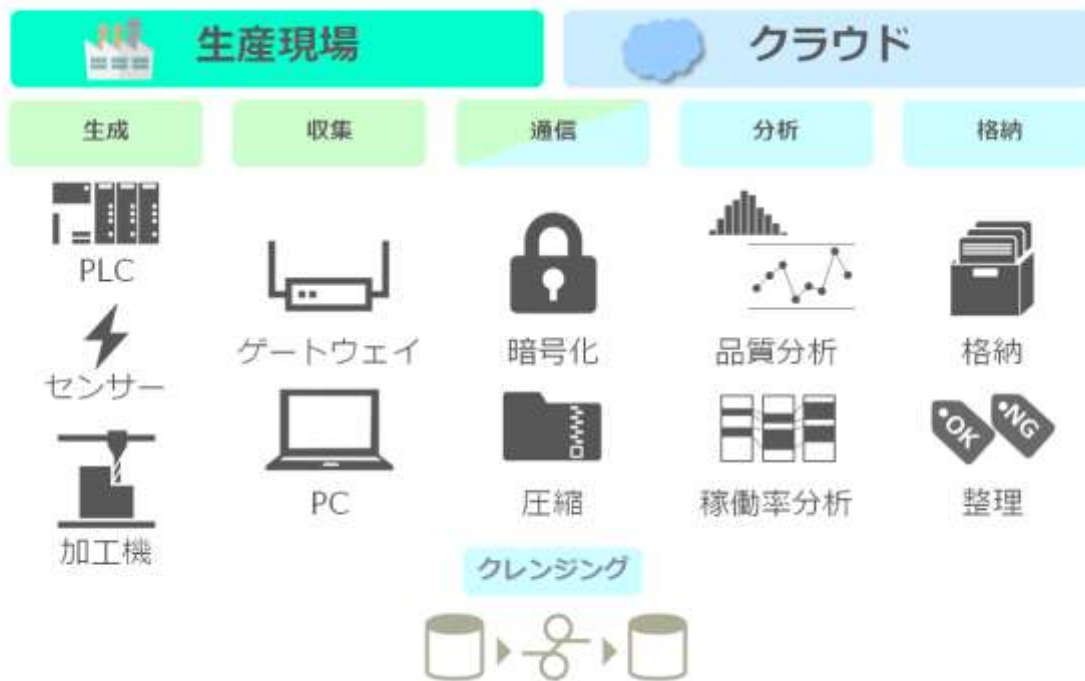 生産現場
クラウド
生成
収集
通信
分析
格納
PLC
センサー
加工機
ゲートウェイ
PC
暗号化
圧縮
品質分析
稼働率分析
格納
OK
NG
整理
クレンジング